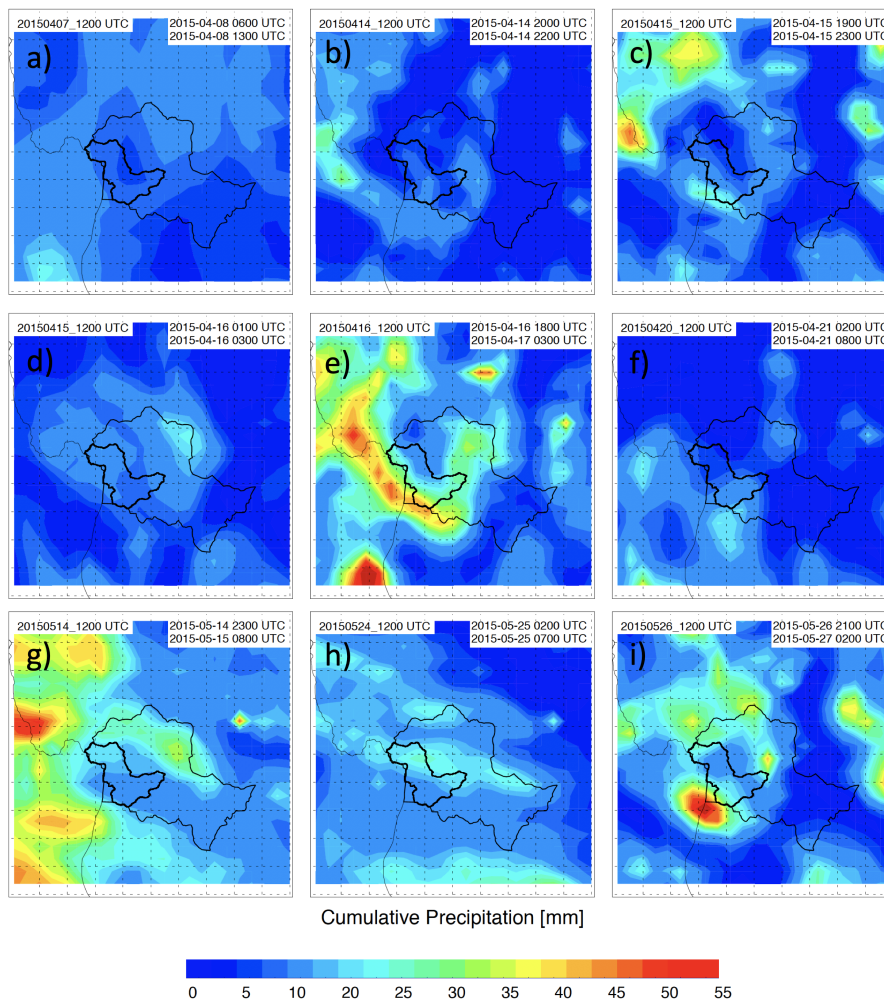 20150407_1200 UTC
2015-04-08 0600 UTC
2015-04-08 1300 UTC
a)
20150414_1200 UTC
2015-04-14 2000 UTC
2015-04-14 2200 UTC
b)
20150415_1200 UTC
2015-04-15 1900 UTC
2015-04-15 2300 UTC
c)
20150415_1200 UTC
2015-04-16 0100 UTC
2015-04-16 0300 UTC
d)
20150416_1200 UTC
2015-04-16 1800 UTC
2015-04-17 0300 UTC
e)
20150420_1200 UTC
2015-04-21 0200 UTC
2015-04-21 0800 UTC
f)
20150514_1200 UTC
2015-05-14 2300 UTC
2015-05-15 0800 UTC
g)
20150524_1200 UTC
2015-05-25 0200 UTC
2015-05-25 0700 UTC
h)
20150526_1200 UTC
2015-05-26 2100 UTC
2015-05-27 0200 UTC
i)
Cumulative Precipitation [mm]
0 5 10 20 25 30 35 40 45 50 55